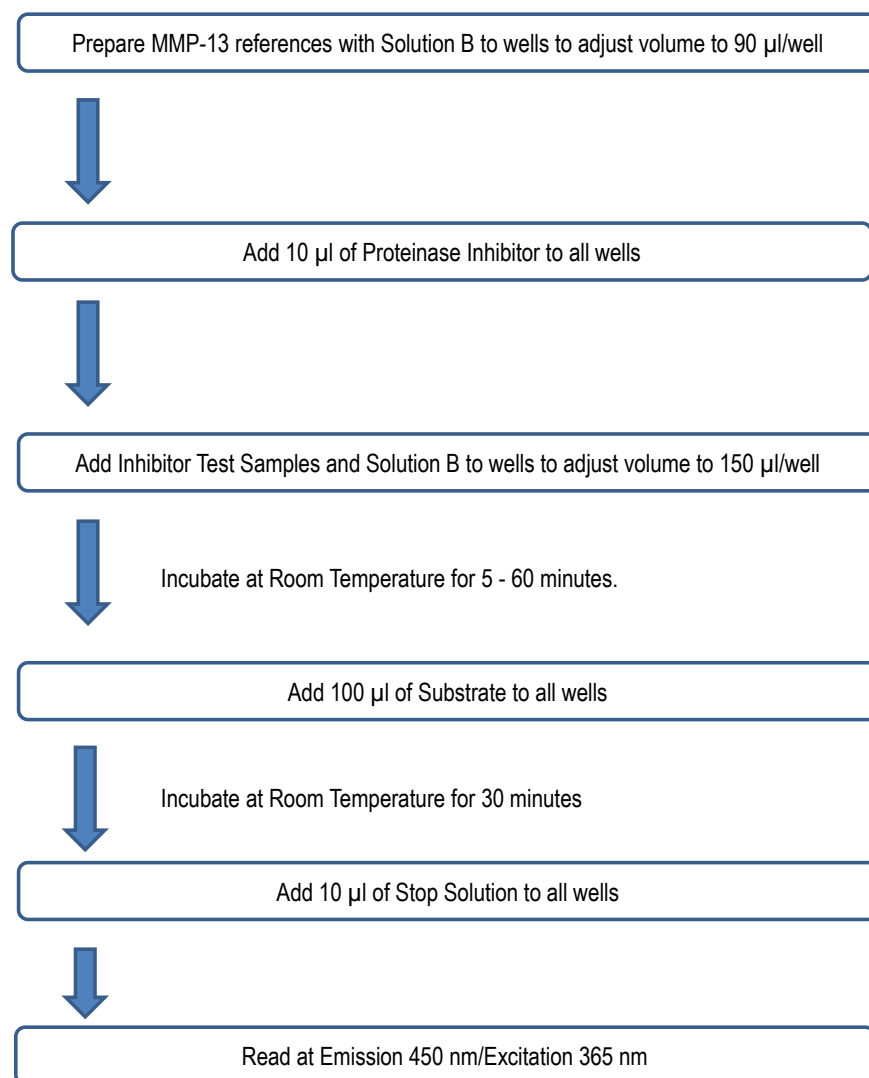 Prepare MMP-13 references with Solution B to wells to adjust volume to 90 µl/well
Add 10 µl of Proteinase Inhibitor to all wells
Add Inhibitor Test Samples and Solution B to wells to adjust volume to 150 µl/well
Incubate at Room Temperature for 5 - 60 minutes.
Add 100 µl of Substrate to all wells
Incubate at Room Temperature for 30 minutes
Add 10 µl of Stop Solution to all wells
Read at Emission 450 nm/Excitation 365 nm